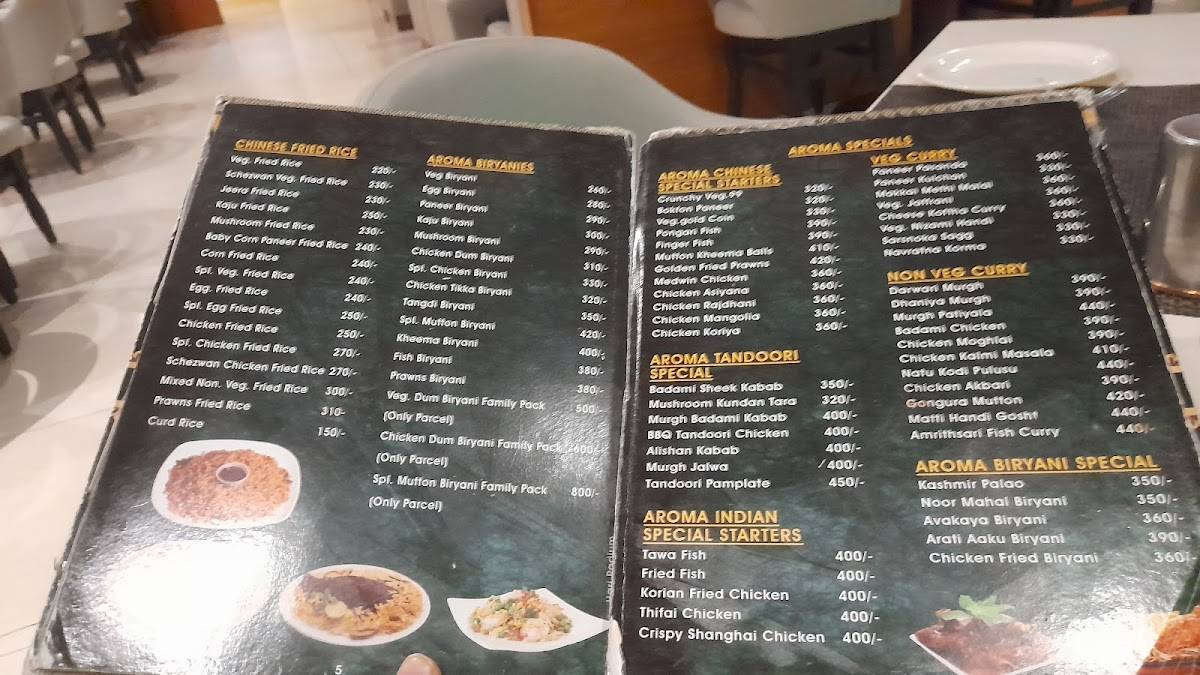 CHINESE FRIED RICE
Veg. Fried Rice 220/-
Schezwan Veg. Fried Rice 230/-
Jeera Fried Rice 230/-
Kaju Fried Rice 250/-
Mushroom Fried Rice 230/-
Baby Corn Paneer Fried Rice 240/-
Corn Fried Rice 240/-
Spl. Veg. Fried Rice 240/-
Egg. Fried Rice 240/-
Spl. Egg Fried Rice 250/-
Chicken Fried Rice 250/-
Spl. Chicken Fried Rice 270/-
Schezwan Chicken Fried Rice 270/-
Mixed Non. Veg. Fried Rice 300/-
Prawns Fried Rice 310-
Curd Rice 150/-
AROMA BIRYANIES
Veg Biryani 260/-
Egg Biryani 280/-
Paneer Biryani 290/-
Kaju Biryani 300/-
Mushroom Biryani 290/-
Chicken Dum Biryani 310/-
Spl. Chicken Biryani 330/-
Chicken Tikka Biryani 320/-
Tangdi Biryani 350/-
Spl. Mutton Biryani 420/-
Kheema Biryani 400/-
Fish Biryani 380/-
Prawns Biryani 380/-
Veg. Dum Biryani Family Pack 500/-
(Only Parcel)
Chicken Dum Biryani Family Pack 600/-
(Only Parcel)
Spl. Mutton Biryani Family Pack 800/-
(Only Parcel)
5
Hari Podium
AROMA SPECIALS
AROMA CHINESE
SPECIAL STARTERS
Crunchy Veg.99 320/-
Bokton Paneer 320/-
Veg.gold Coin 330/-
Pongari Fish 390/-
Finger Fish 390/-
Mutton Kheema Balls 410/-
Golden Fried Prawns 420/-
Medwin Chicken 360/-
Chicken Asiyana 360/-
Chicken Rajdhani 360/-
Chicken Mangolia 360/-
Chicken Koriya 360/-
AROMA TANDOORI
SPECIAL
Badami Sheek Kabab 350/-
Mushroom Kundan Tara 320/-
Murgh Badami Kabab 400/-
BBQ Tandoori Chicken 400/-
Alishan Kabab 400/-
Murgh Jalwa 400/-
Tandoori Pamplate 450/-
AROMA INDIAN
SPECIAL STARTERS
Tawa Fish 400/-
Fried Fish 400/-
Korian Fried Chicken 400/-
Thifai Chicken 400/-
Crispy Shanghai Chicken 400/-
VEG CURRY
Paneer Pasanda 360/-
Paneer Kulchan 330/-
Makkai Methi Malai 360/-
Veg. Jaffrani 360/-
Cheese Koftha Curry 360/-
Veg. Nizami Handi 330/-
Sarsnoka Sagg 330/-
Navratna Korma 330/-
NON VEG CURRY
Darwari Murgh 390/-
Dhaniya Murgh 390/-
Murgh Patiyala 440/-
Badami Chicken 390/-
Chicken Moghlai 390/-
Chicken Kalmi Masala 410/-
Natu Kodi Pulusu 440/-
Chicken Akbari 390/-
Gongura Mutton 420/-
Matti Handi Gosht 440/-
Amrithsari Fish Curry 440/-
AROMA BIRYANI SPECIAL
Kashmir Palao 350/-
Noor Mahal Biryani 350/-
Avakaya Biryani 360/-
Arati Aaku Biryani 390/-
Chicken Fried Biryani 360/-